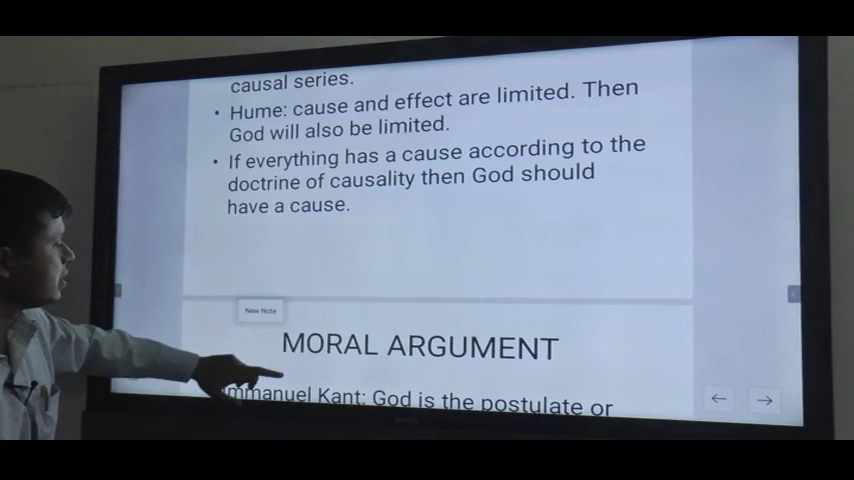 causal series.
• Hume: cause and effect are limited. Then
God will also be limited.
• If everything has a cause according to the
doctrine of causality then God should
have a cause.
New Note
MORAL ARGUMENT
mmanuel Kant: God is the postulate or